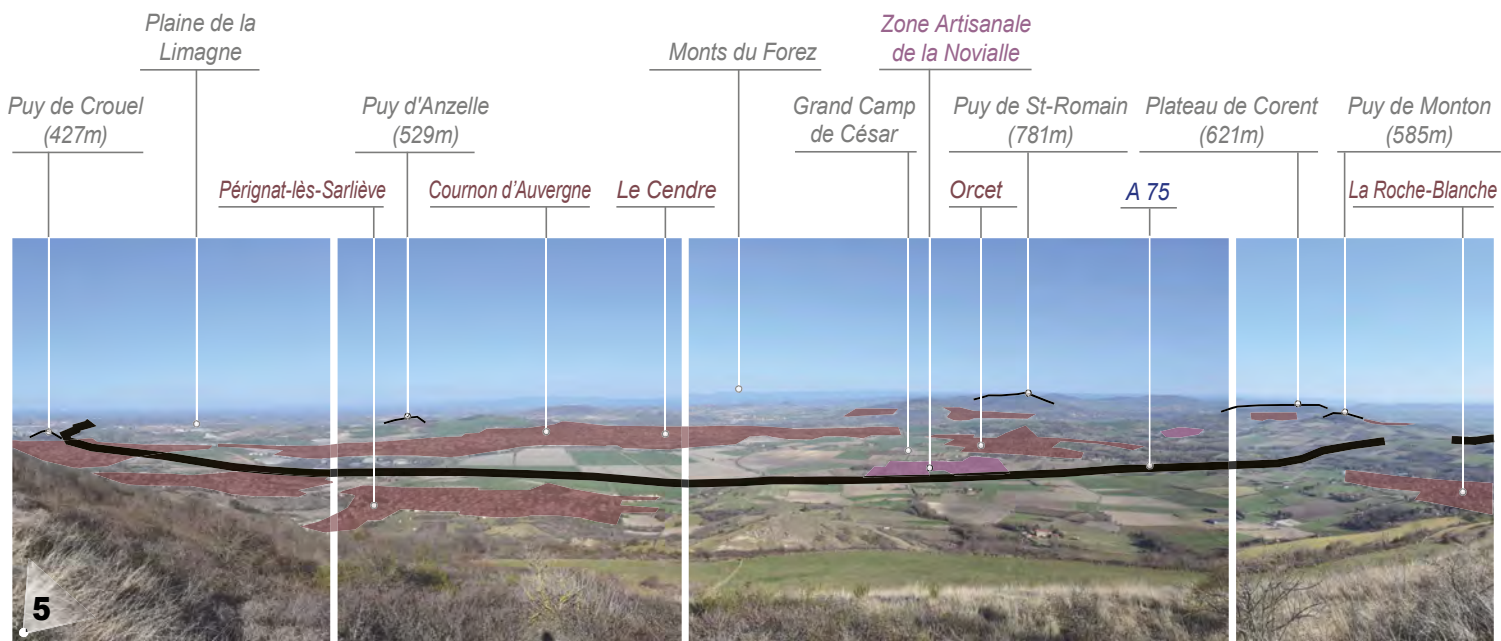 Plaine de la
Limagne
Monts du Forez
Zone Artisanale
de la Novialle
Puy de Crouel
(427m)
Puy d'Anzelle
(529m)
Grand Camp
de César
Puy de St-Romain
(781m)
Plateau de Corent
(621m)
Puy de Monton
(585m)
Pérignat-lès-Sarliève
Cournon d’Auvergne
Le Cendre
Orcet
A 75
La Roche-Blanche
5